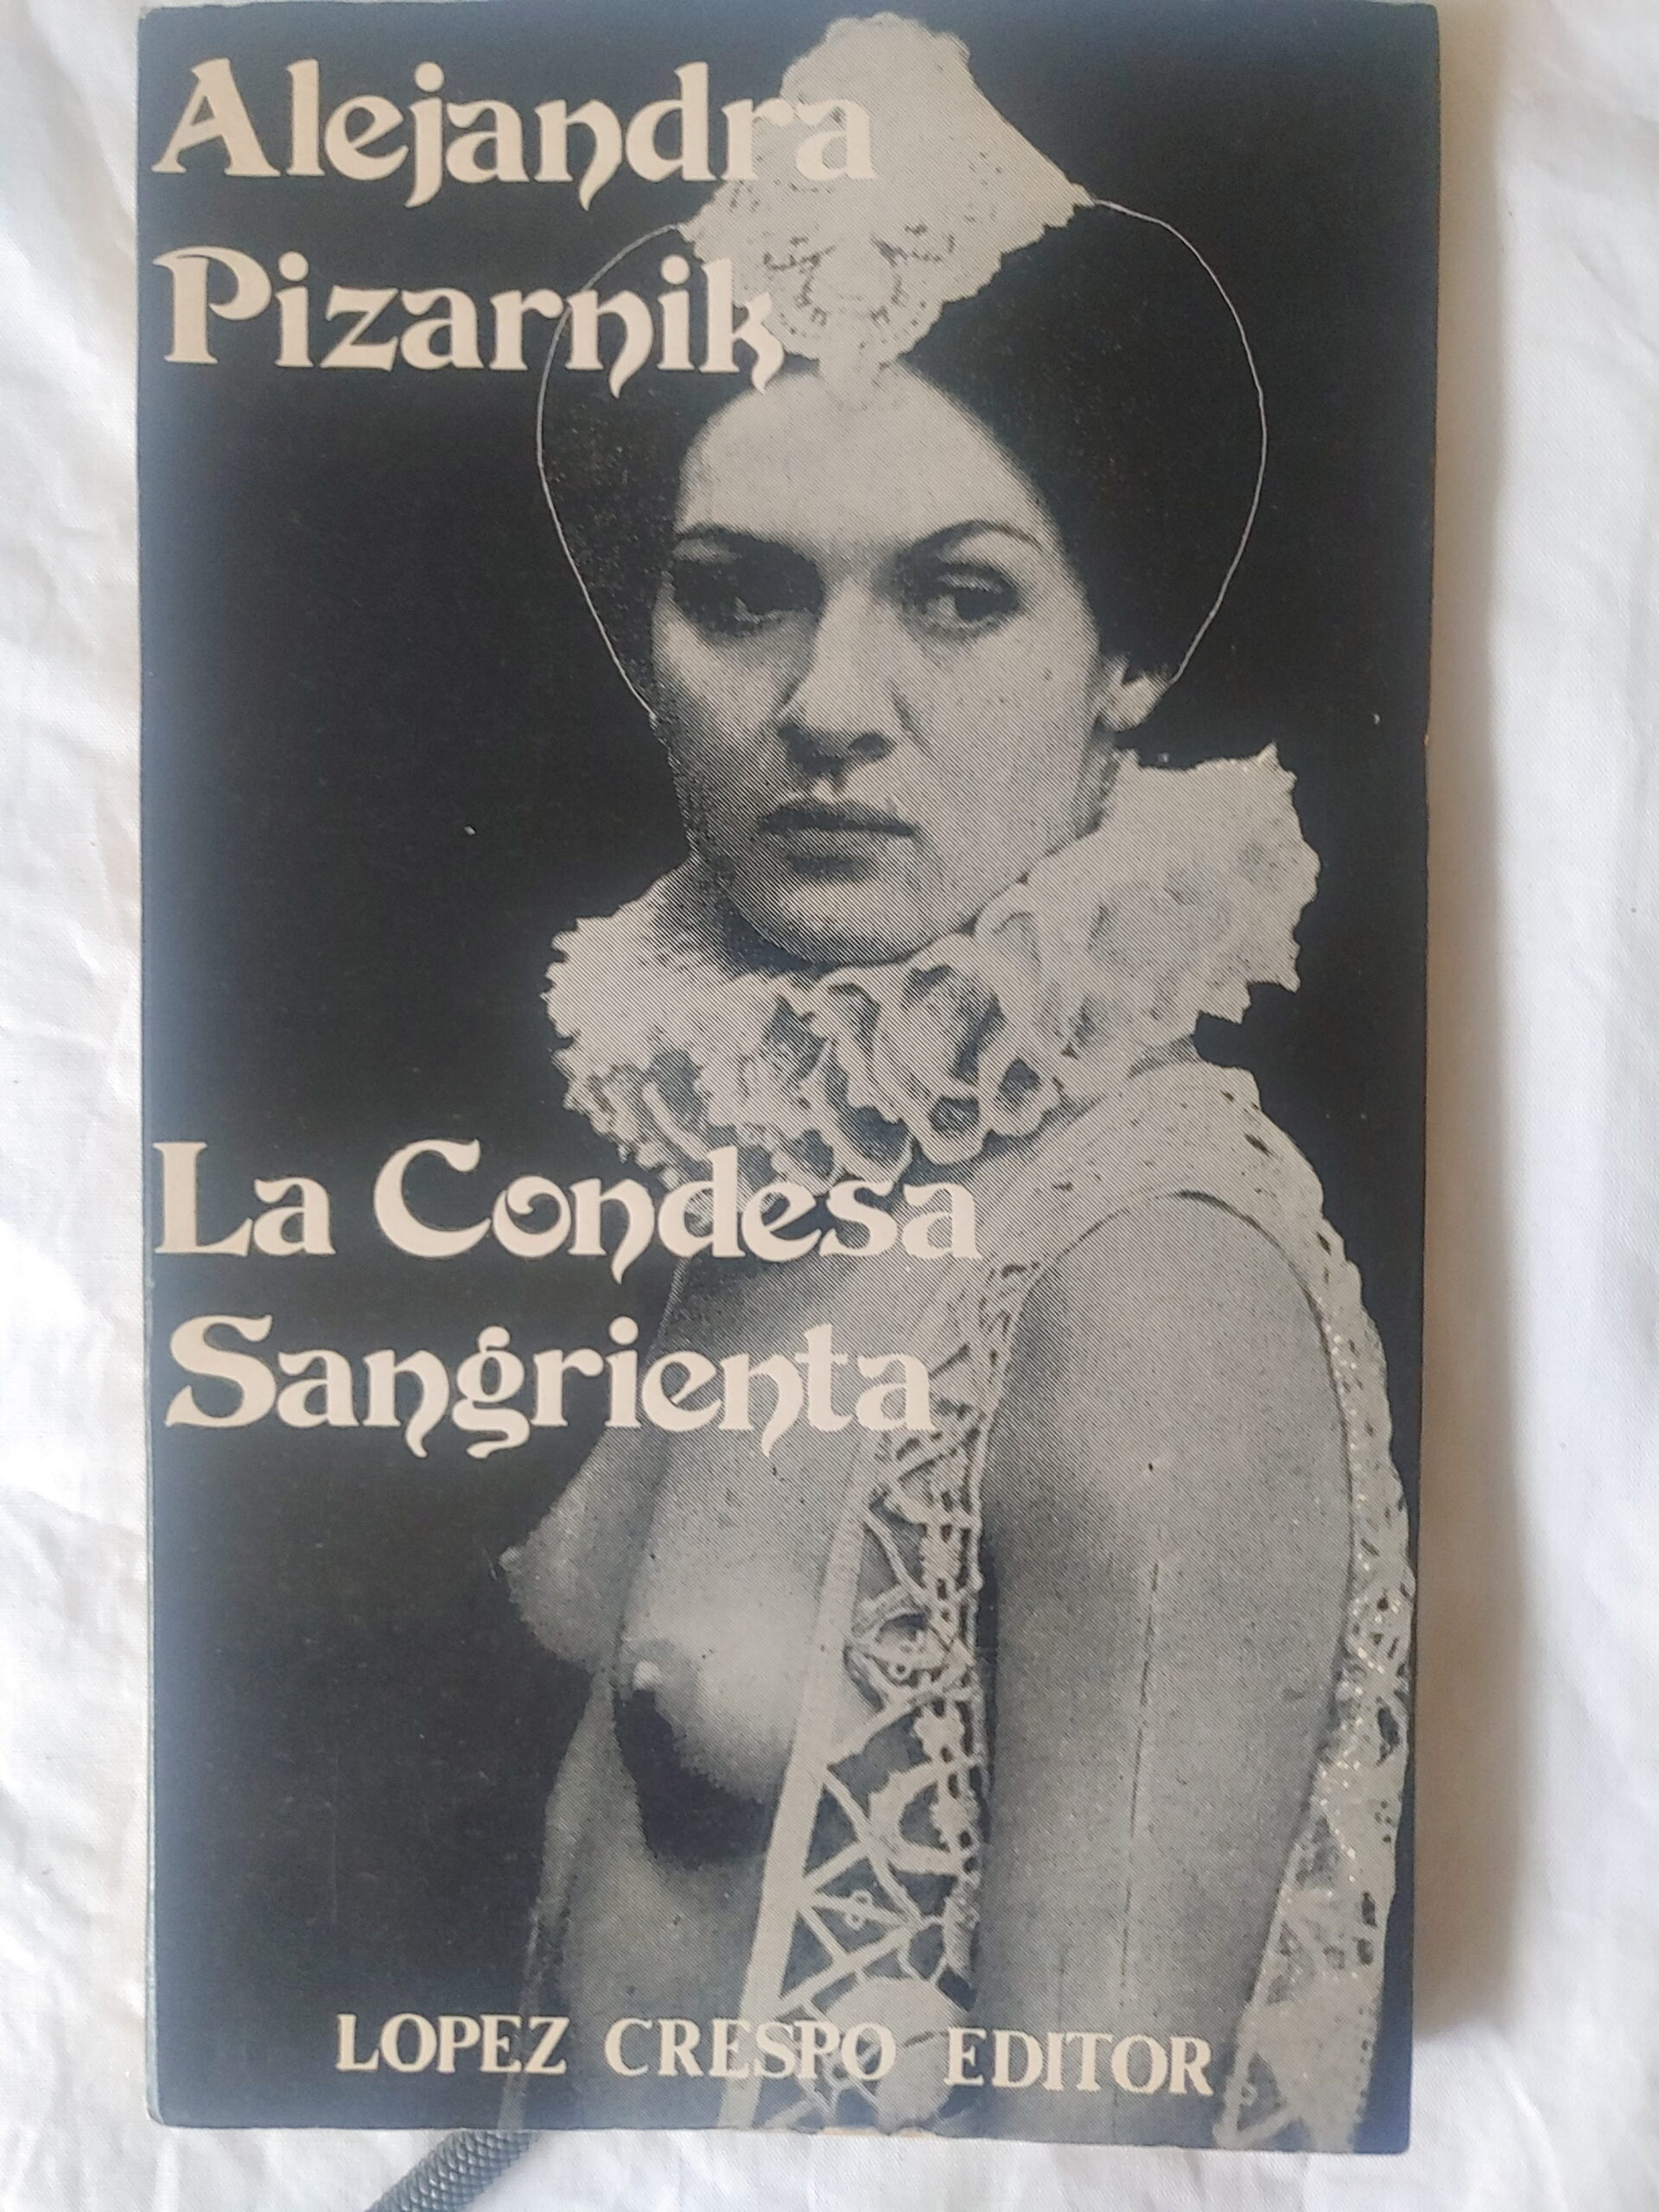 Alejandra
Pizarnik
La Condesa
Sangrienta
LOPEZ CRESPO EDITOR